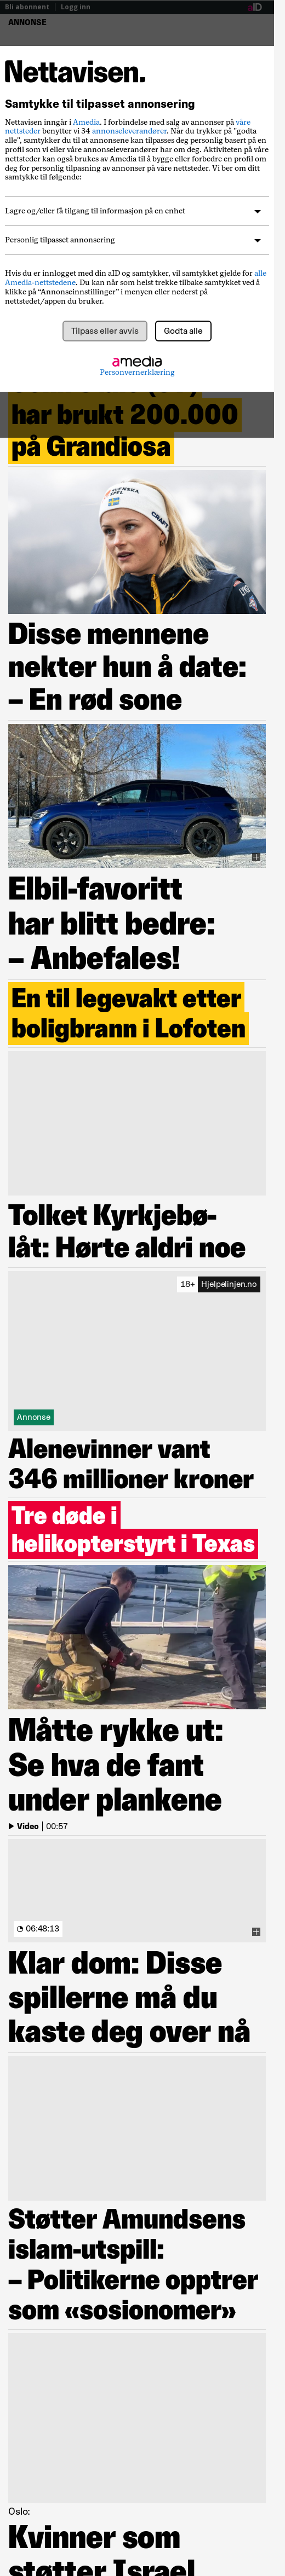 Bli abonnent | Logg inn
aID
ANNONSE
Nettavisen.
Samtykke til tilpasset annonsering
Nettavisen inngår i Amedia. I forbindelse med salg av annonser på våre
nettsteder benytter vi 34 annonseleverandører. Når du trykker på "godta
alle", samtykker du til at annonsene kan tilpasses deg personlig basert på en
profil som vi eller våre annonseleverandører har om deg. Aktiviteten på våre
nettsteder kan også brukes av Amedia til å bygge eller forbedre en profil om
deg for personlig tilpasning av annonser på våre nettsteder. Vi ber om ditt
samtykke til følgende:
Lagre og/eller få tilgang til informasjon på en enhet
Personlig tilpasset annonsering
Hvis du er innlogget med din aID og samtykker, vil samtykket gjelde for alle
Amedia-nettstedene. Du kan når som helst trekke tilbake samtykket ved å
klikke på “Annonseinnstillinger” i menyen eller nederst på
nettstedet/appen du bruker.
Tilpass eller avvis
Godta alle
amedia
Personvernerklæring
har brukt 200.000
på Grandiosa
Disse mennene
nekter hun å date:
– En rød sone
Elbil-favoritt
har blitt bedre:
– Anbefales!
En til legevakt etter
boligbrann i Lofoten
Tolket Kyrkjebø-
låt: Hørte aldri noe
18+ Hjelpelinjen.no
Annonse
Alenevinner vant
346 millioner kroner
Tre døde i
helikopterstyrt i Texas
Måtte rykke ut:
Se hva de fant
under plankene
Video | 00:57
06:48:13
Klar dom: Disse
spillerne må du
kaste deg over nå
Støtter Amundsens
islam-utspill:
– Politikerne opptrer
som «sosionomer»
Oslo:
Kvinner som
støtter Israel